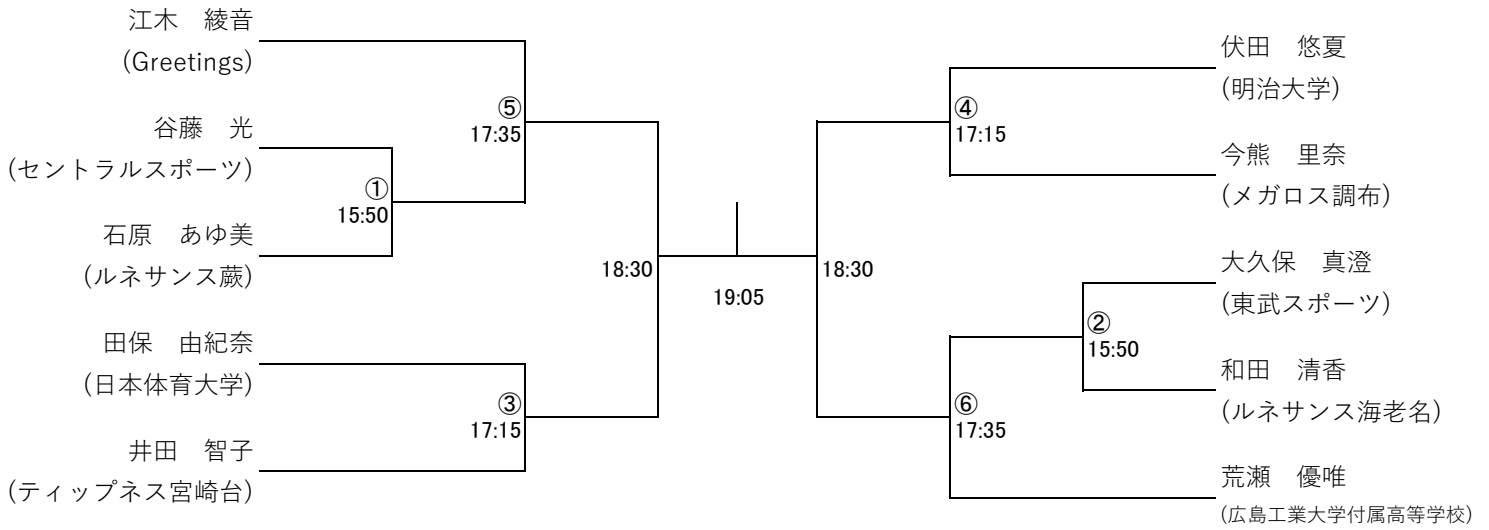 江木　綾音
(Greetings)
谷藤　光
(セントラルスポーツ)
石原　あゆ美
(ルネサンス蕨)
田保　由紀奈
(日本体育大学)
井田　智子
(ティップネス宮崎台)
⑤
17:35
①
15:50
③
17:15
18:30
19:05
18:30
④
17:15
②
15:50
⑥
17:35
伏田　悠夏
(明治大学)
今熊　里奈
(メガロス調布)
大久保　真澄
(東武スポーツ)
和田　清香
(ルネサンス海老名)
荒瀬　優唯
(広島工業大学付属高等学校)